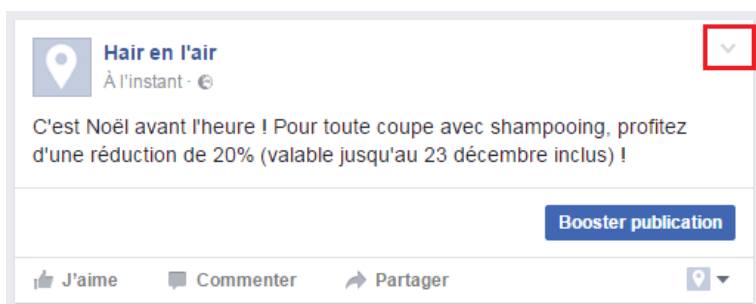 Hair en l'air
À l'instant ·
C'est Noël avant l'heure ! Pour toute coupe avec shampooing, profitez
d'une réduction de 20% (valable jusqu'au 23 décembre inclus) !
Booster publication
J'aime Commenter Partager